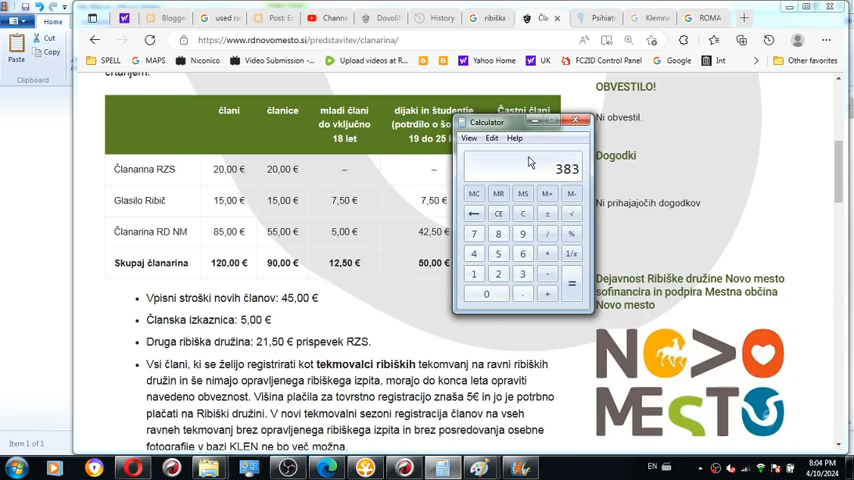 Home
Cut
Copy
Paste
Clipboard
Item 1 of 1
Blogge
used ra
Post: Ed
Chann
Dovoli
History
ribiška
Čla
Psihiat
Klemna
ROMA
https://www.rdnovomesto.si/predstavitev/clanarina/
SPELL
MAJA
Niconico
Video Submission -...
Upload videos at R...
Yahoo Home
UK
FC2ID Control Pane...
Google
Int
Other favorites
člani
članice
mladi člani
do vključno
18 let
dijaki in študentje
(potrdilo o šo
19 do 25 le
Častni člani
Članarina RZS
20,00 €
20,00 €
–
–
Glasilo Ribič
15,00 €
15,00 €
7,50 €
7,50 €
Članarina RD NM
85,00 €
55,00 €
5,00 €
42,50 €
Skupaj članarina
120,00 €
90,00 €
12,50 €
50,00 €
Vpisni stroški novih članov: 45,00 €
Članska izkaznica: 5,00 €
Druga ribiška družina: 21,50 € prispevek RZS.
Vsi člani, ki se želijo registrirati kot tekmovalci ribiških tekomvanj na ravni ribiških
družin in še nimajo opravljenega ribiškega izpita, morajo do konca leta opraviti
navedeno obveznost. Višina plačila za tovrstno registracijo znaša 5€ in jo je potrbno
plačati na Ribiški družini. V novi tekmovalni sezoni registracija članov na vseh
ravneh tekmovanj brez opravljenega ribiškega izpita in brez posredovanja osebne
fotografije v bazi KLEN ne bo več možna.
Calculator
View Edit Help
383
MC MR MS M+ M-
← CE C ± √
7 8 9 / %
4 5 6 * 1/x
1 2 3 - =
0 . +
OBVESTILO!
Ni obvestil.
Dogodki
Ni prihajajočih dogodkov
Dejavnost Ribiške družine Novo mesto
sofinancira in podpira Mestna občina
Novo mesto
NOVO
MESTO
EN
8:04 PM
4/10/2024